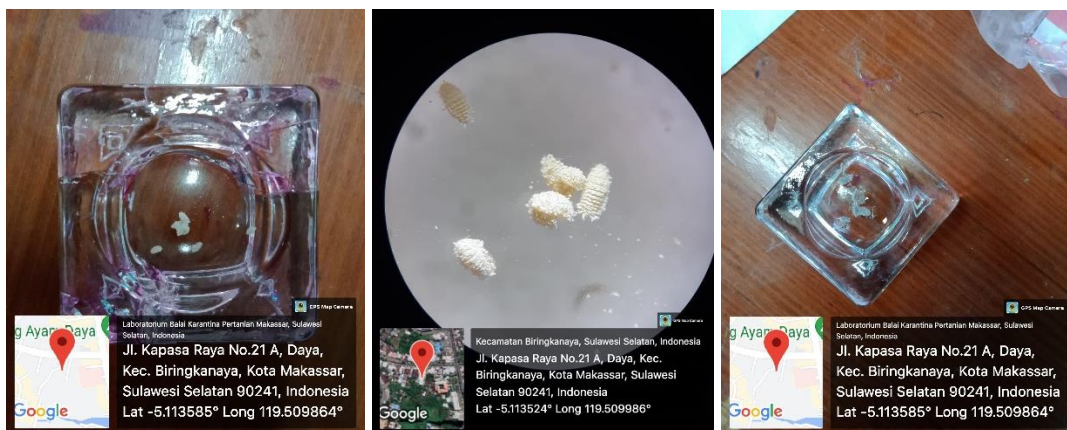 GPS Map Camera
g Ayam Daya
Google
Laboratorium Balai Karantina Pertanian Makassar, Sulawesi
Selatan, Indonesia
Jl. Kapasa Raya No.21 A, Daya,
Kec. Biringkanaya, Kota Makassar,
Sulawesi Selatan 90241, Indonesia
Lat -5.113585° Long 119.509864°
GPS Map Camera
Google
Kecamatan Biringkanaya, Sulawesi Selatan, Indonesia
Jl. Kapasa Raya No.21 A, Daya, Kec.
Biringkanaya, Kota Makassar, Sulawesi
Selatan 90241, Indonesia
Lat -5.113524° Long 119.509986°
GPS Map Camera
g Ayam Daya
Google
Laboratorium Balai Karantina Pertanian Makassar, Sulawesi
Selatan, Indonesia
Jl. Kapasa Raya No.21 A, Daya,
Kec. Biringkanaya, Kota Makassar,
Sulawesi Selatan 90241, Indonesia
Lat -5.113585° Long 119.509864°